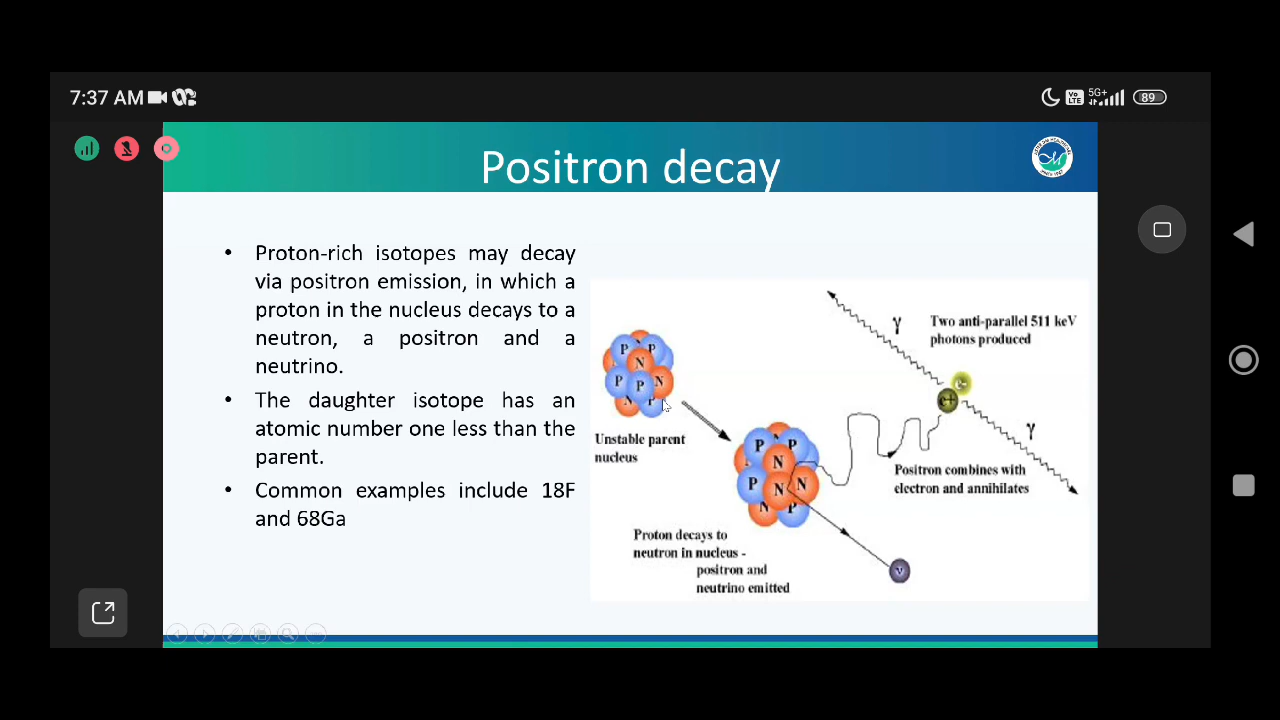 7:37 AM
Vo LTE 5G+ 89
Positron decay
• Proton-rich isotopes may decay
via positron emission, in which a
proton in the nucleus decays to a
neutron, a positron and a
neutrino.
• The daughter isotope has an
atomic number one less than the
parent.
• Common examples include 18F
and 68Ga
γ
Two anti-parallel 511 keV
photons produced
P P
N
P P N
N P
e-
e+
γ
Unstable parent
nucleus
P P
N
P N N
N P
Positron combines with
electron and annihilates
Proton decays to
neutron in nucleus -
positron and
neutrino emitted
ν